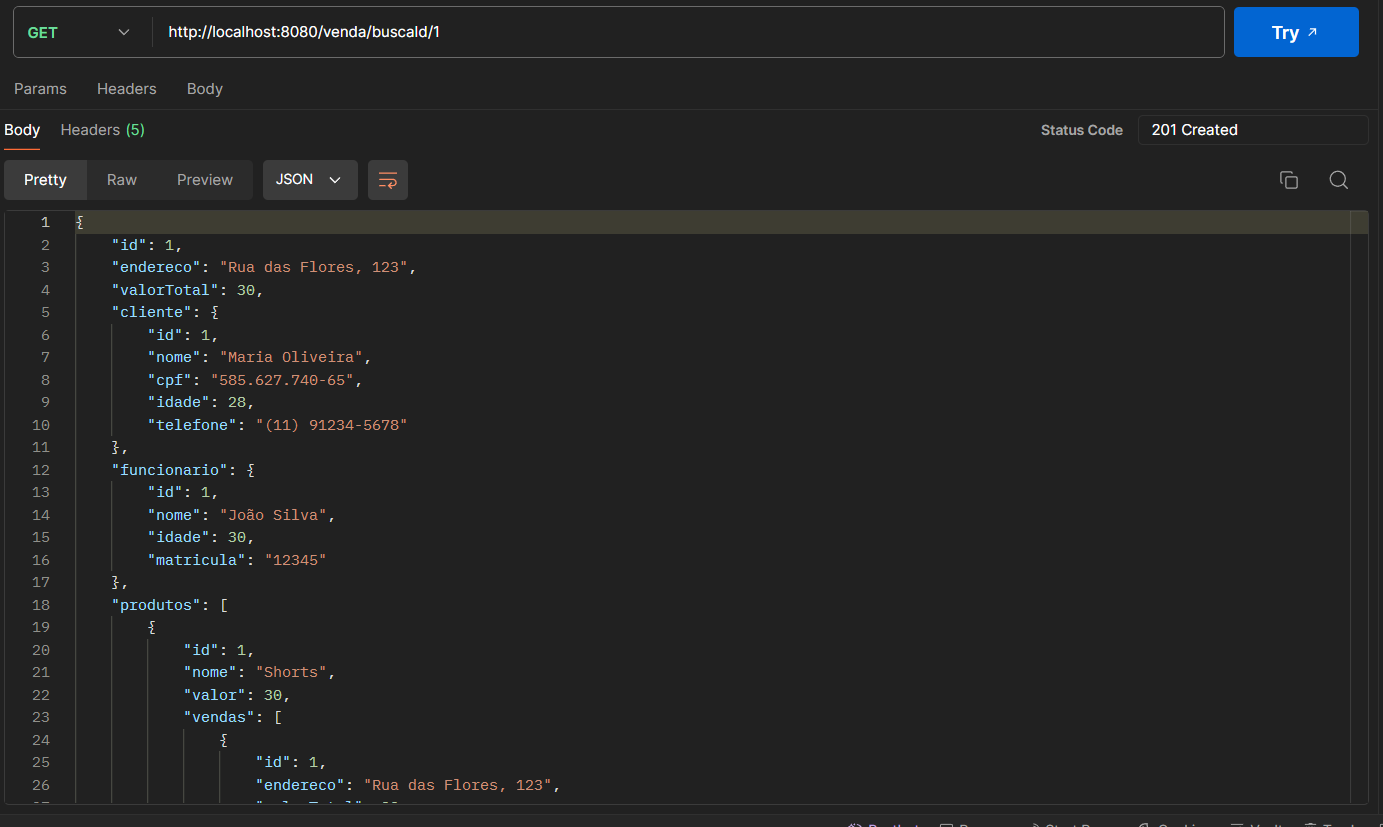 GET http://localhost:8080/venda/buscaId/1 Try
Params Headers Body
Body Headers (5) Status Code 201 Created
Pretty Raw Preview JSON
1 {
2 "id": 1,
3 "endereco": "Rua das Flores, 123",
4 "valorTotal": 30,
5 "cliente": {
6 "id": 1,
7 "nome": "Maria Oliveira",
8 "cpf": "585.627.740-65",
9 "idade": 28,
10 "telefone": "(11) 91234-5678"
11 },
12 "funcionario": {
13 "id": 1,
14 "nome": "João Silva",
15 "idade": 30,
16 "matricula": "12345"
17 },
18 "produtos": [
19 {
20 "id": 1,
21 "nome": "Shorts",
22 "valor": 30,
23 "vendas": [
24 {
25 "id": 1,
26 "endereco": "Rua das Flores, 123",